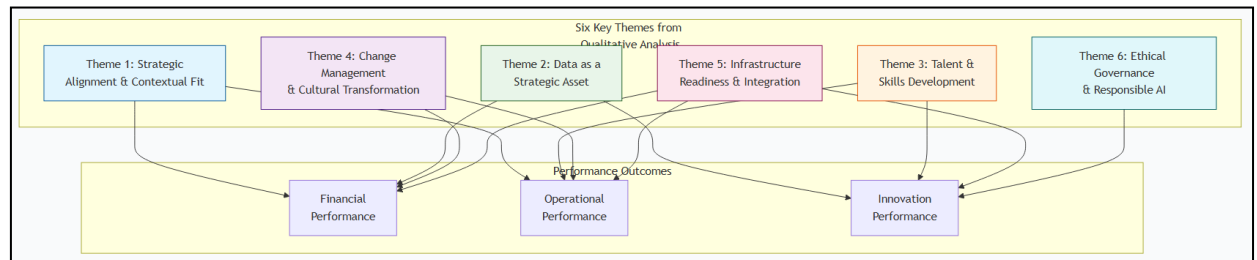 Six Key Themes from
Qualitative Analysis
Theme 1: Strategic
Alignment & Contextual Fit
Theme 4: Change
Management
& Cultural Transformation
Theme 2: Data as a
Strategic Asset
Theme 5: Infrastructure
Readiness & Integration
Theme 3: Talent &
Skills Development
Theme 6: Ethical
Governance
& Responsible AI
Performance Outcomes
Financial
Performance
Operational
Performance
Innovation
Performance